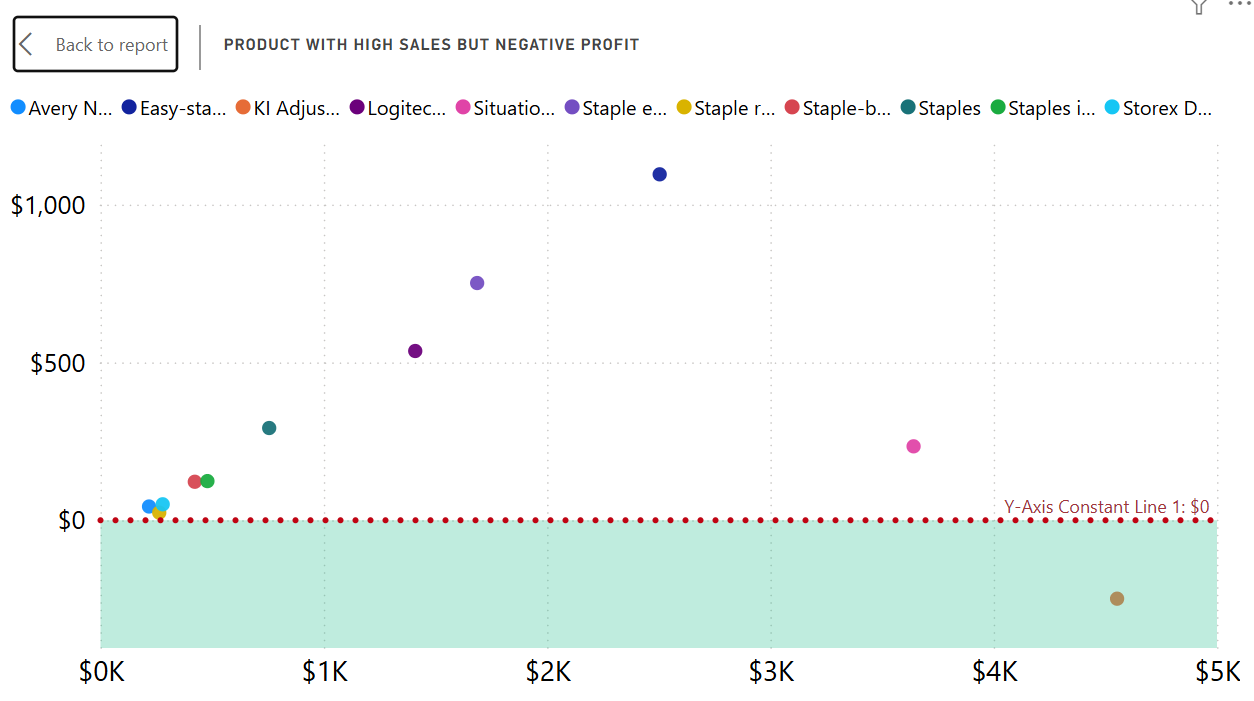 Back to report
PRODUCT WITH HIGH SALES BUT NEGATIVE PROFIT
Avery N... Easy-sta... KI Adjus... Logitec... Situatio... Staple e... Staple r... Staple-b... Staples Staples i... Storex D...
$1,000
$500
$0
Y-Axis Constant Line 1: $0
$0K $1K $2K $3K $4K $5K